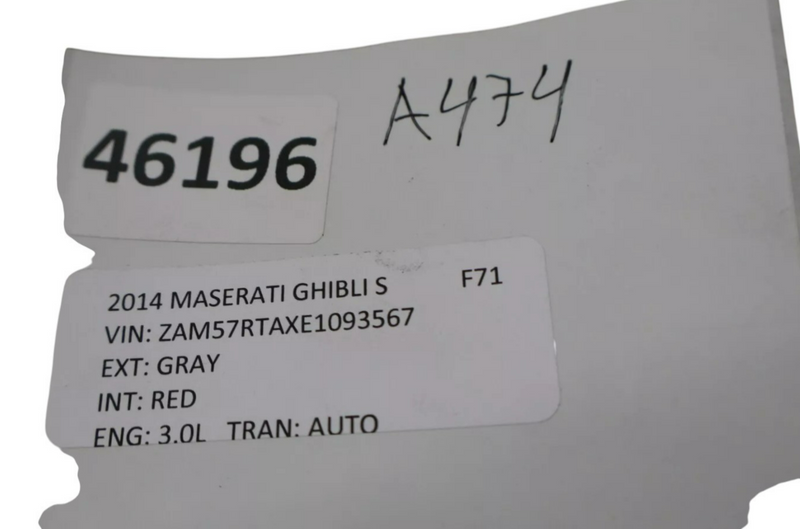 A474
46196
2014 MASERATI GHIBLI S F71
VIN: ZAM57RTAXE1093567
EXT: GRAY
INT: RED
ENG: 3.0L TRAN: AUTO